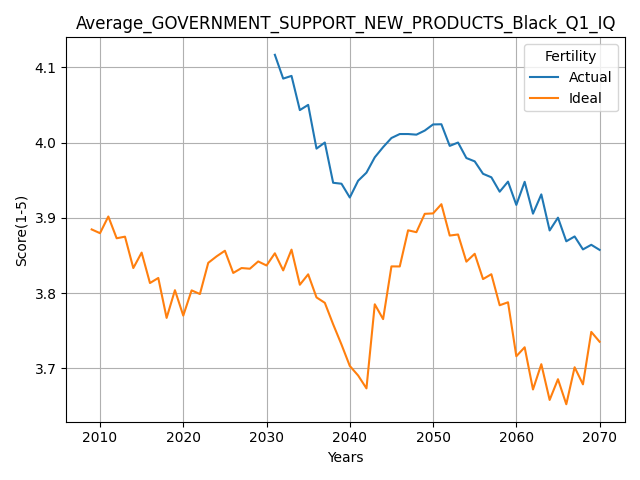 Average_GOVERNMENT_SUPPORT_NEW_PRODUCTS_Black_Q1_IQ
Fertility
Actual
Ideal
4.1
4.0
3.9
3.8
3.7
Score(1-5)
2010 2020 2030 2040 2050 2060 2070
Years